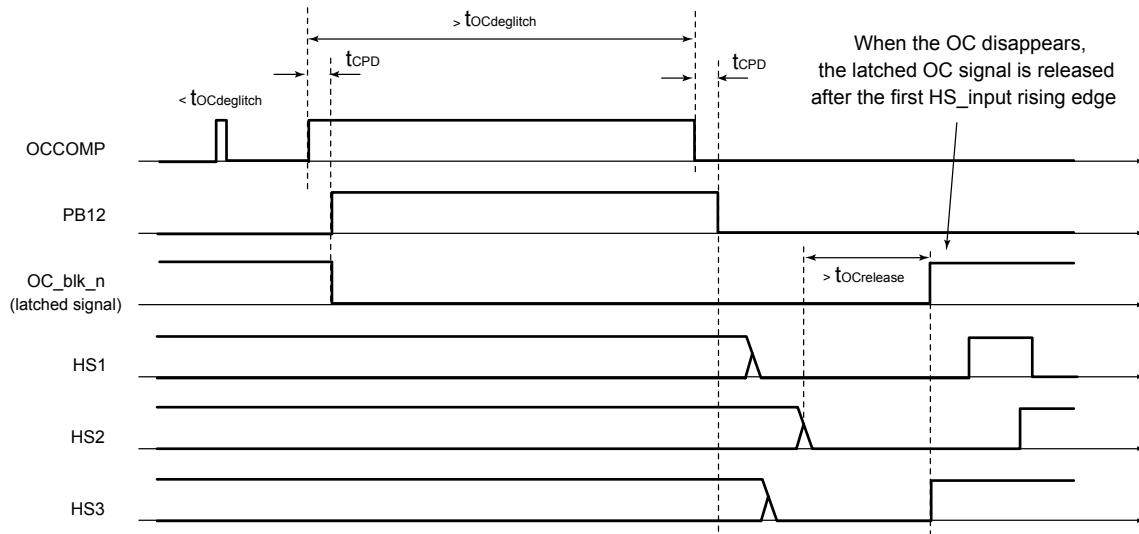 > tOCdeglitch
tCPD
tCPD
When the OC disappears,
the latched OC signal is released
after the first HS_input rising edge
< tOCdeglitch
OCCOMP
PB12
OC_blk_n
(latched signal)
> tOCrelease
HS1
HS2
HS3